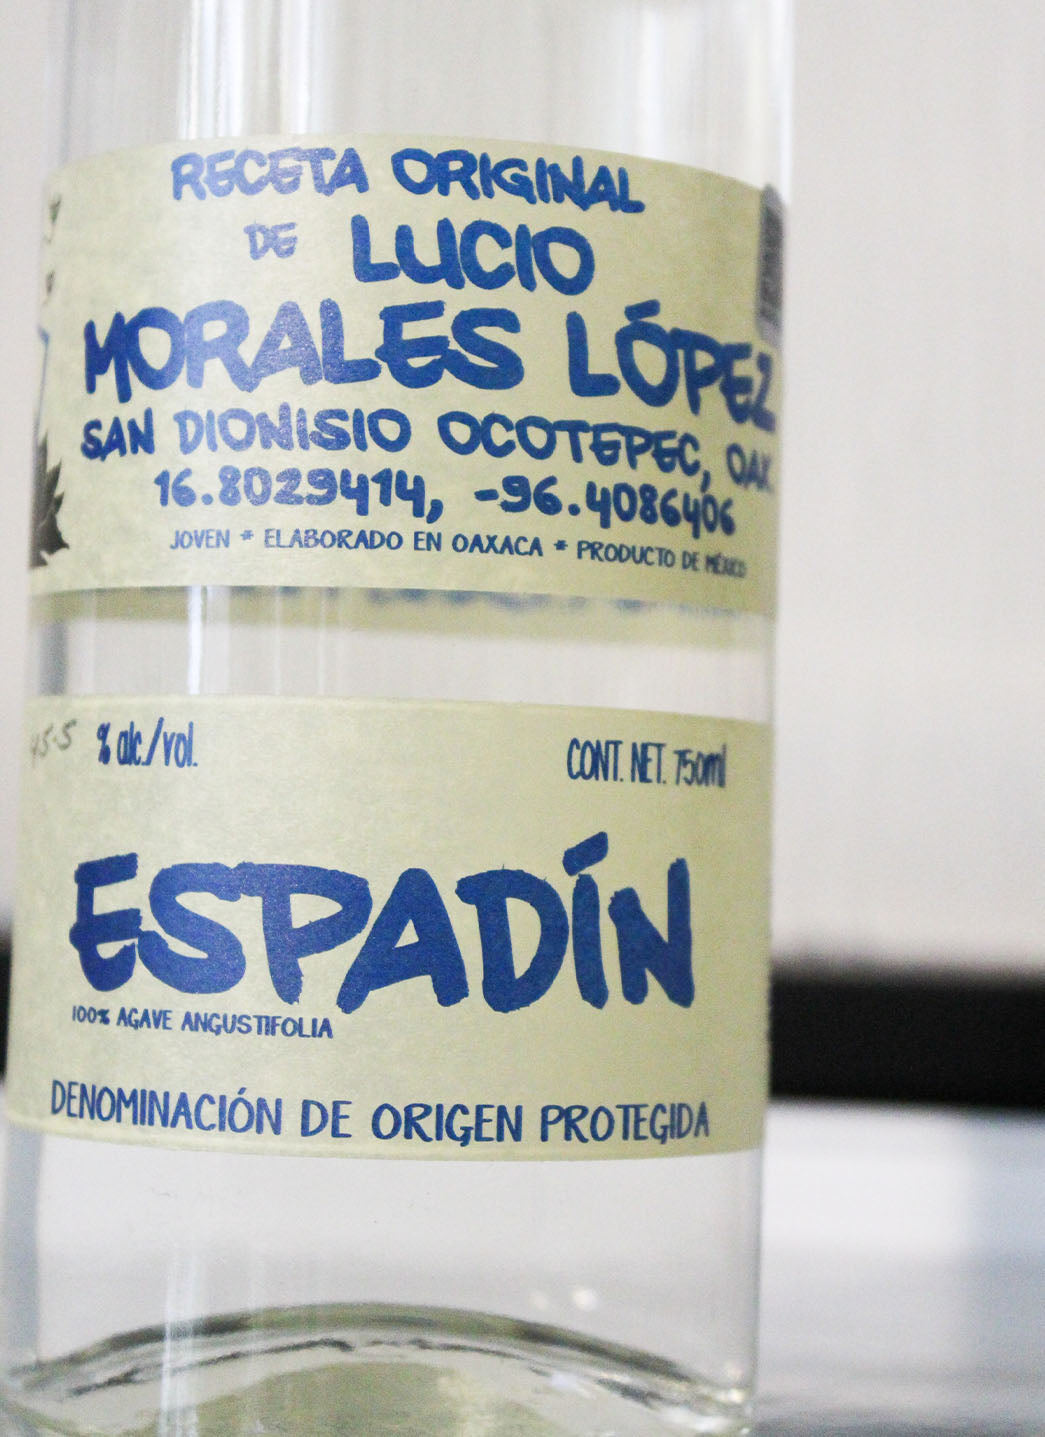 RECETA ORIGINAL
DE LUCIO
MORALES LÓPEZ
SAN DIONISIO OCOTEPEC, OAX.
16.8029414, -96.4086406
JOVEN * ELABORADO EN OAXACA * PRODUCTO DE MÉXICO
45.5 % alc./vol.
CONT. NET. 750ml
ESPADÍN
100% AGAVE ANGUSTIFOLIA
DENOMINACIÓN DE ORIGEN PROTEGIDA